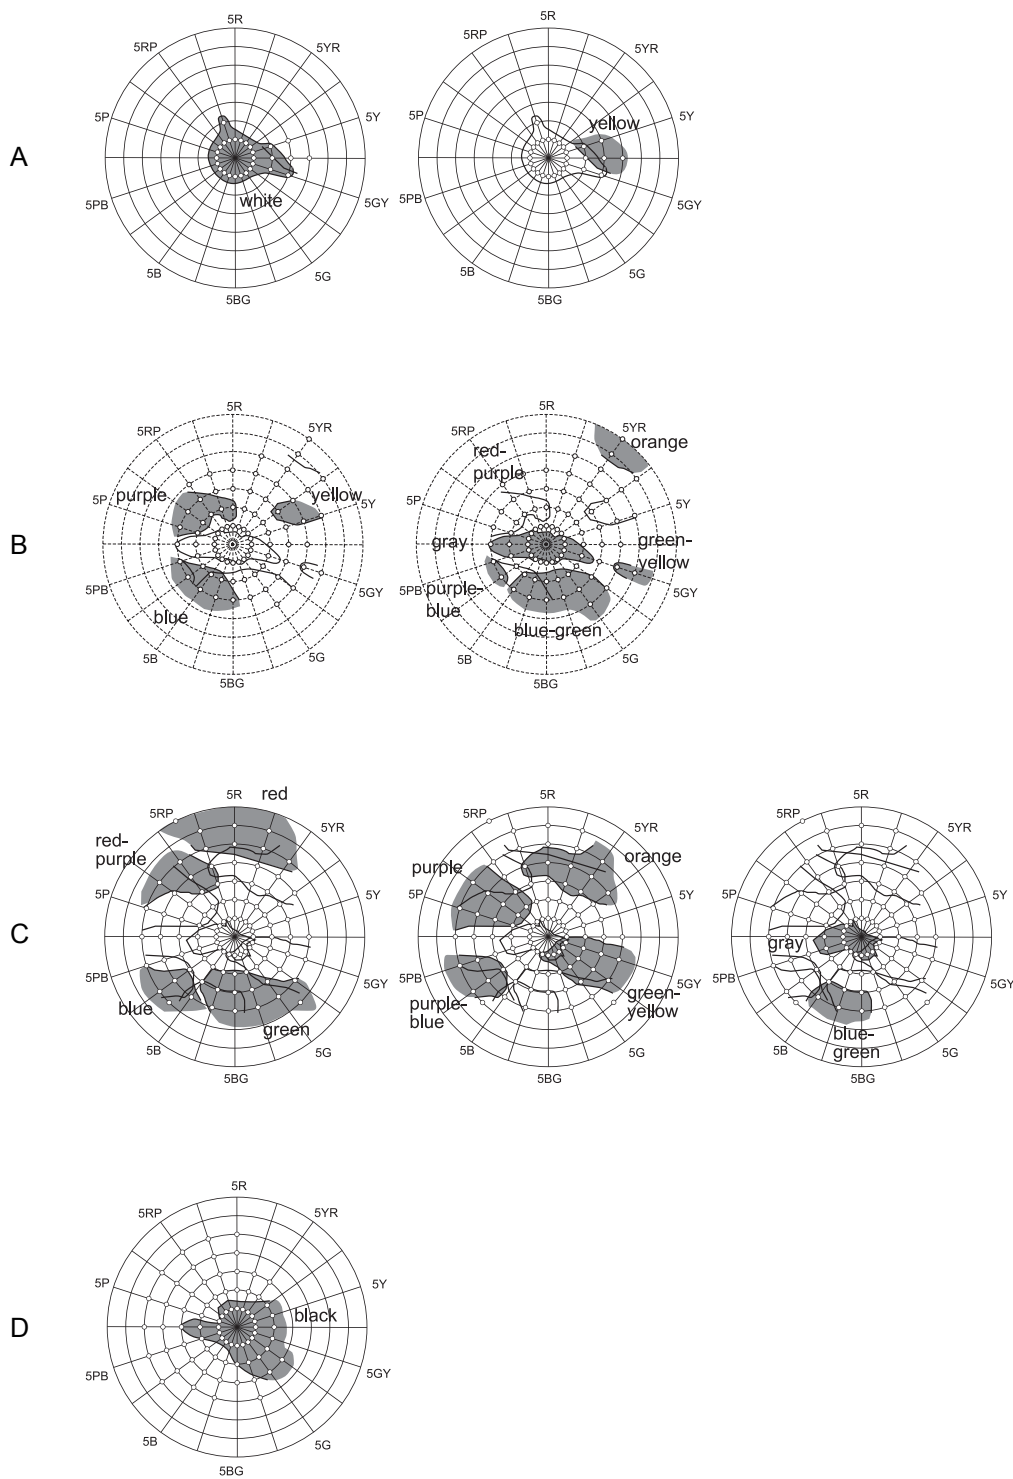 A
5R
5RP
5YR
5P
5Y
white
5PB
5GY
5B
5G
5BG
5R
5RP
5YR
5P
yellow
5Y
5PB
5GY
5B
5G
5BG
B
5R
5RP
5YR
5P
purple
yellow
5Y
5PB
5GY
blue
5B
5G
5BG
5R
5RP
5YR
orange
red-
purple
5P
5Y
gray
green-
yellow
5PB
purple-
blue
5GY
blue-green
5B
5G
5BG
C
5R
red
5RP
5YR
red-
purple
5P
5Y
5PB
5GY
blue
green
5B
5G
5BG
5R
5RP
5YR
purple
orange
5P
5Y
5PB
5GY
purple-
blue
green-
yellow
5B
5G
5BG
5R
5RP
5YR
5P
5Y
gray
5PB
5GY
blue-
green
5B
5G
5BG
D
5R
5RP
5YR
5P
5Y
black
5PB
5GY
5B
5G
5BG